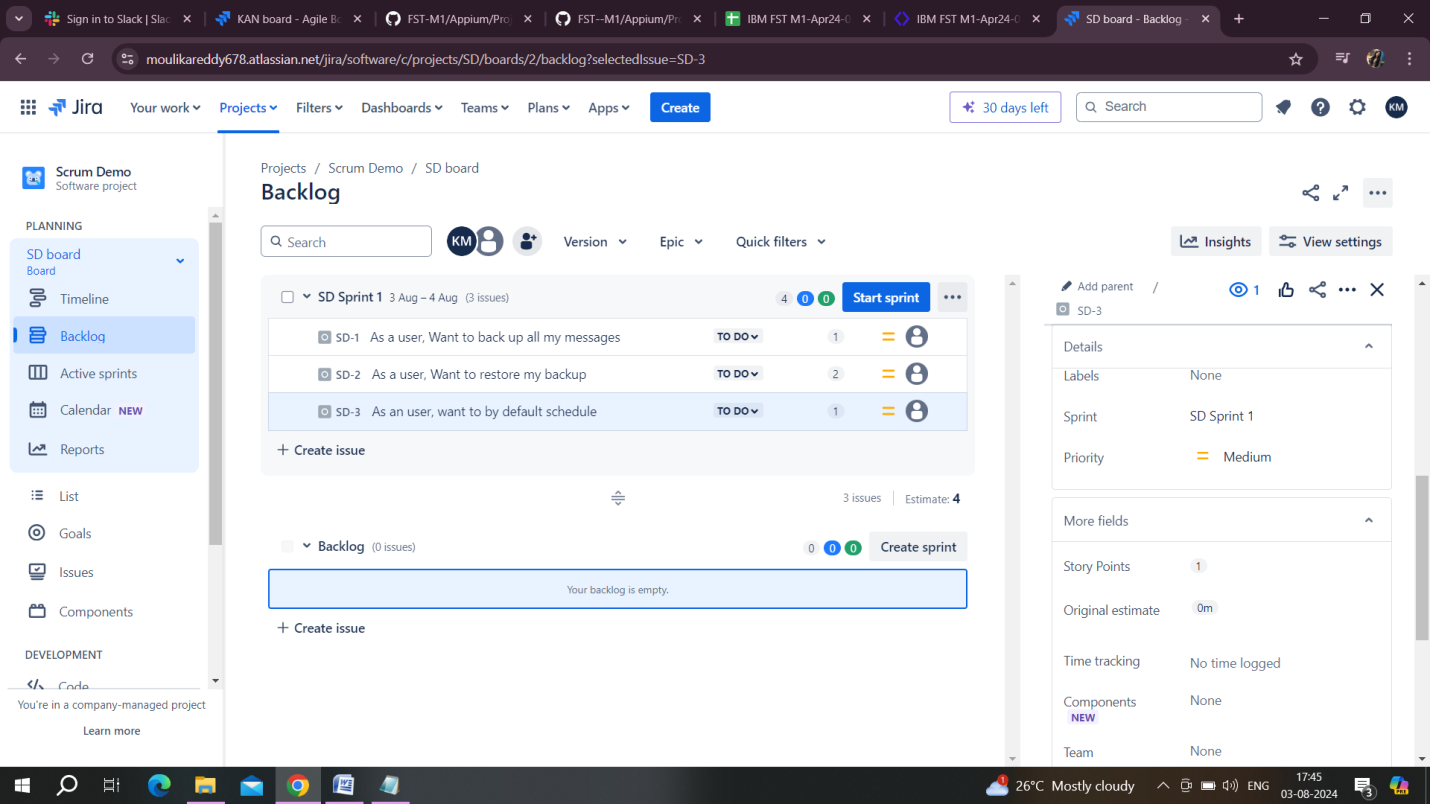 Sign in to Slack | Slac
KAN board - Agile Bo
FST-M1/Appium/Proj
FST--M1/Appium/Pro
IBM FST M1-Apr24-0
IBM FST M1-Apr24-0
SD board - Backlog -
moulikareddy678.atlassian.net/jira/software/c/projects/SD/boards/2/backlog?selectedIssue=SD-3
Jira
Your work
Projects
Filters
Dashboards
Teams
Plans
Apps
Create
30 days left
Search
KM
Scrum Demo
Software project
PLANNING
SD board
Board
Timeline
Backlog
Active sprints
Calendar NEW
Reports
List
Goals
Issues
Components
DEVELOPMENT
Code
You're in a company-managed project
Learn more
Projects / Scrum Demo / SD board
Backlog
Search
KM
Version
Epic
Quick filters
Insights
View settings
SD Sprint 1 3 Aug – 4 Aug (3 issues)
4 0 0
Start sprint
SD-1 As a user, Want to back up all my messages TO DO 1
SD-2 As a user, Want to restore my backup TO DO 2
SD-3 As an user, want to by default schedule TO DO 1
+ Create issue
3 issues
Estimate: 4
Backlog (0 issues)
0 0 0
Create sprint
Your backlog is empty.
+ Create issue
Add parent /
1
SD-3
Details
Labels None
Sprint SD Sprint 1
Priority Medium
More fields
Story Points 1
Original estimate 0m
Time tracking No time logged
Components None
NEW
Team None
1
26°C Mostly cloudy
ENG
17:45
03-08-2024
3
PRE